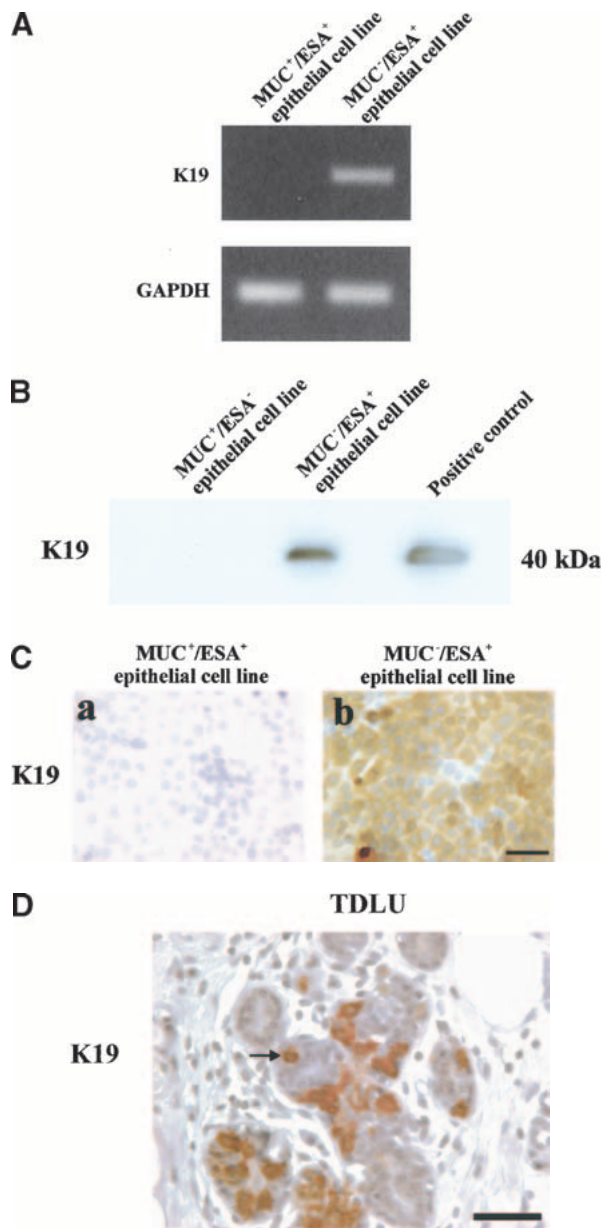 A
MUC⁺/ESA⁺
epithelial cell line
MUC⁻/ESA⁺
epithelial cell line
K19
GAPDH
B
MUC⁺/ESA⁻
epithelial cell line
MUC⁻/ESA⁺
epithelial cell line
Positive control
K19
40 kDa
C
MUC⁺/ESA⁺
epithelial cell line
MUC⁻/ESA⁺
epithelial cell line
a
b
K19
D
TDLU
K19